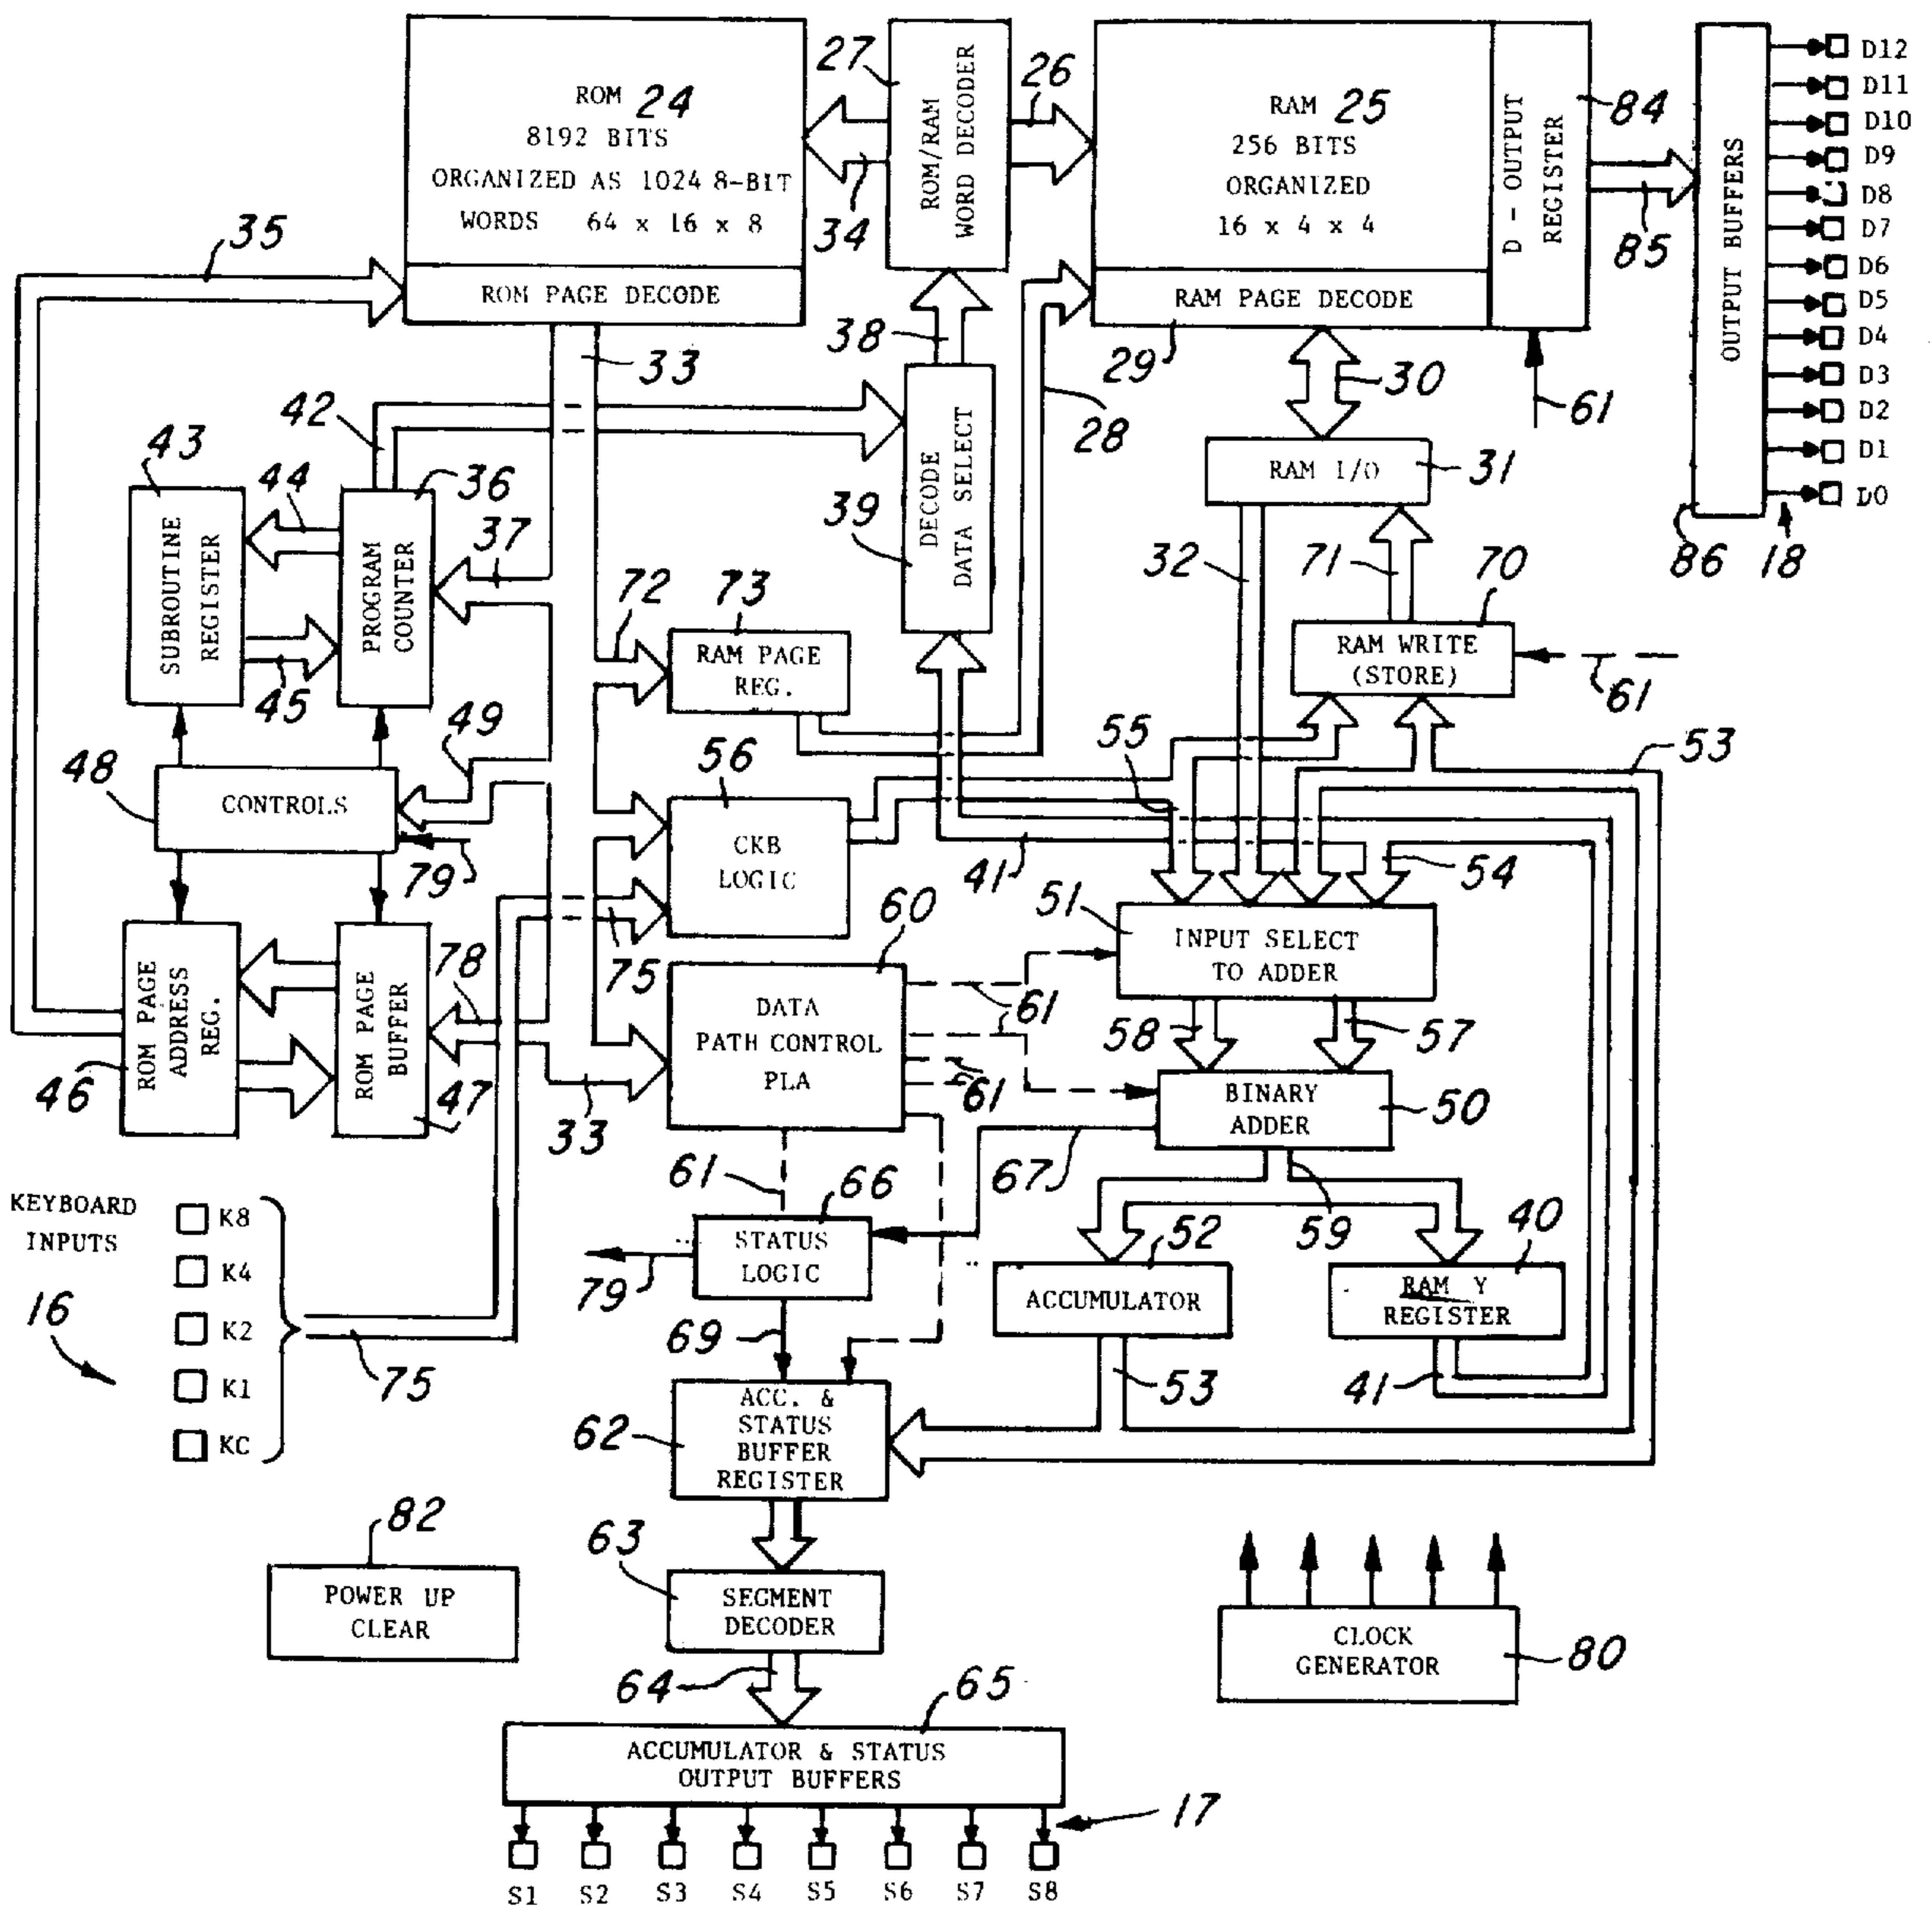 ROM 24
8192 BITS
ORGANIZED AS 1024 8-BIT
WORDS 64 x 16 x 8
ROM PAGE DECODE
27
ROM/RAM
WORD DECODER
26
34
RAM 25
256 BITS
ORGANIZED
16 x 4 x 4
RAM PAGE DECODE
29
D - OUTPUT
REGISTER
84
85
OUTPUT BUFFERS
86
18
D12
D11
D10
D9
D8
D7
D6
D5
D4
D3
D2
D1
D0
35
33
38
28
30
61
42
43
SUBROUTINE
REGISTER
44
45
36
PROGRAM
COUNTER
37
39
DECODE
DATA SELECT
RAM I/O
31
32
71
70
RAM WRITE
(STORE)
61
72
73
RAM PAGE
REG.
49
48
CONTROLS
79
56
CKB
LOGIC
55
41
54
53
46
ROM PAGE
ADDRESS
REG.
ROM PAGE
BUFFER
47
78
33
75
60
DATA
PATH CONTROL
PLA
61
61
61
51
INPUT SELECT
TO ADDER
58
57
BINARY
ADDER
50
67
59
61
66
STATUS
LOGIC
79
69
52
ACCUMULATOR
40
RAM Y
REGISTER
53
41
KEYBOARD
INPUTS
16
K8
K4
K2
K1
KC
75
62
ACC. &
STATUS
BUFFER
REGISTER
82
POWER UP
CLEAR
63
SEGMENT
DECODER
64
65
ACCUMULATOR & STATUS
OUTPUT BUFFERS
17
S1 S2 S3 S4 S5 S6 S7 S8
CLOCK
GENERATOR
80